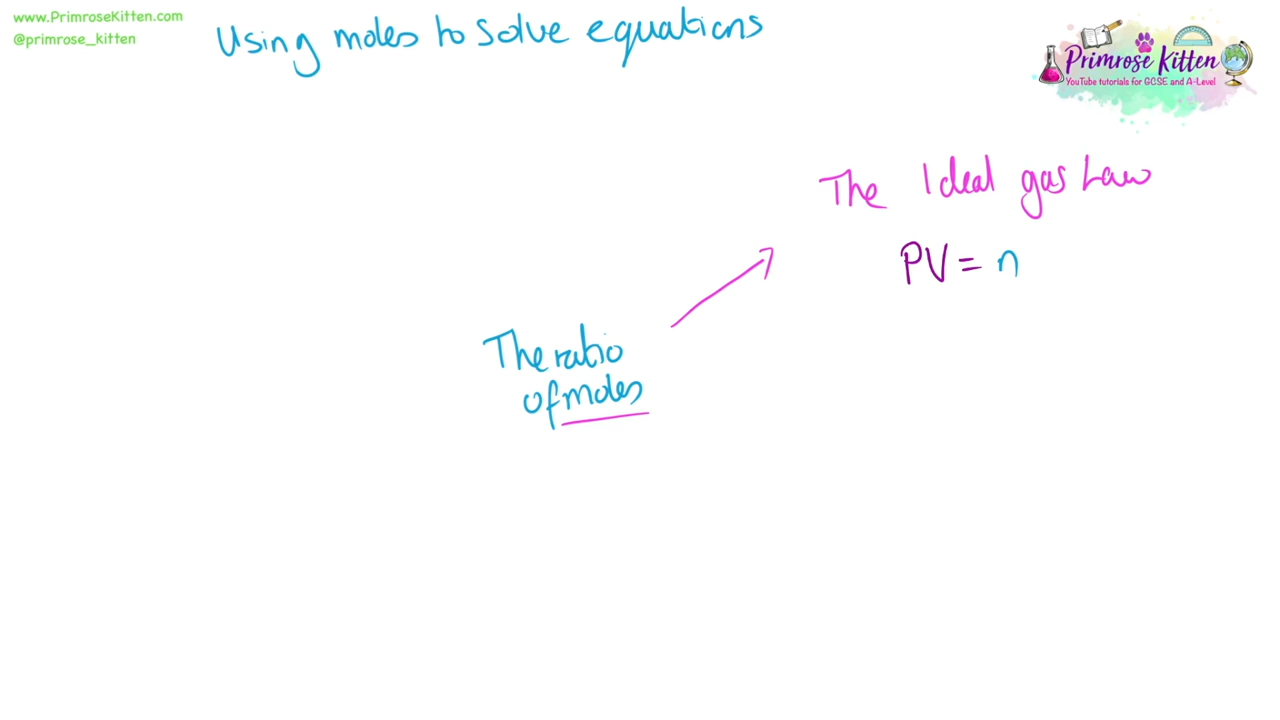 www.PrimroseKitten.com
@primrose_kitten
Using moles to solve equations
Primrose Kitten
YouTube tutorials for GCSE and A-Level
The Ideal gas Law
PV = n
The ratio
of moles